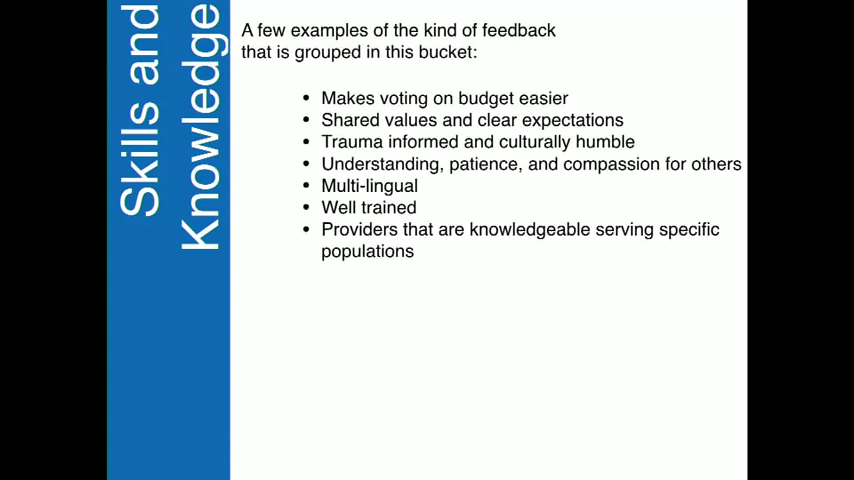 Skills and
Knowledge
A few examples of the kind of feedback
that is grouped in this bucket:
• Makes voting on budget easier
• Shared values and clear expectations
• Trauma informed and culturally humble
• Understanding, patience, and compassion for others
• Multi-lingual
• Well trained
• Providers that are knowledgeable serving specific
populations